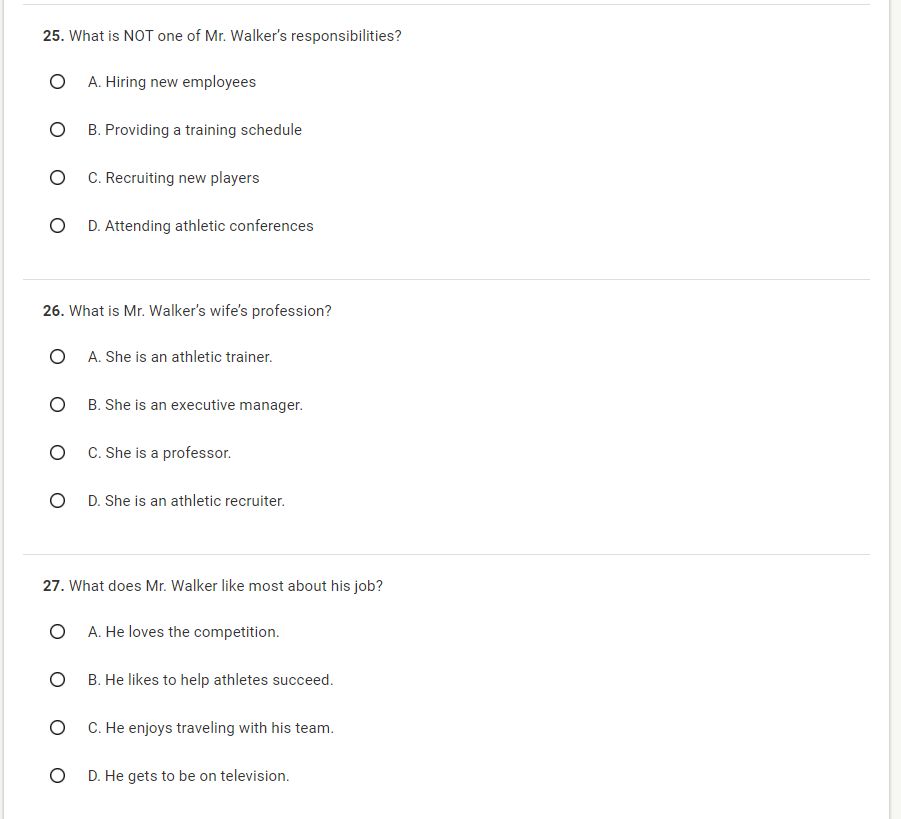 25. What is NOT one of Mr. Walker's responsibilities?
A. Hiring new employees
B. Providing a training schedule
C. Recruiting new players
D. Attending athletic conferences
26. What is Mr. Walker's wife's profession?
A. She is an athletic trainer.
B. She is an executive manager.
C. She is a professor.
D. She is an athletic recruiter.
27. What does Mr. Walker like most about his job?
A. He loves the competition.
B. He likes to help athletes succeed.
C. He enjoys traveling with his team.
D. He gets to be on television.